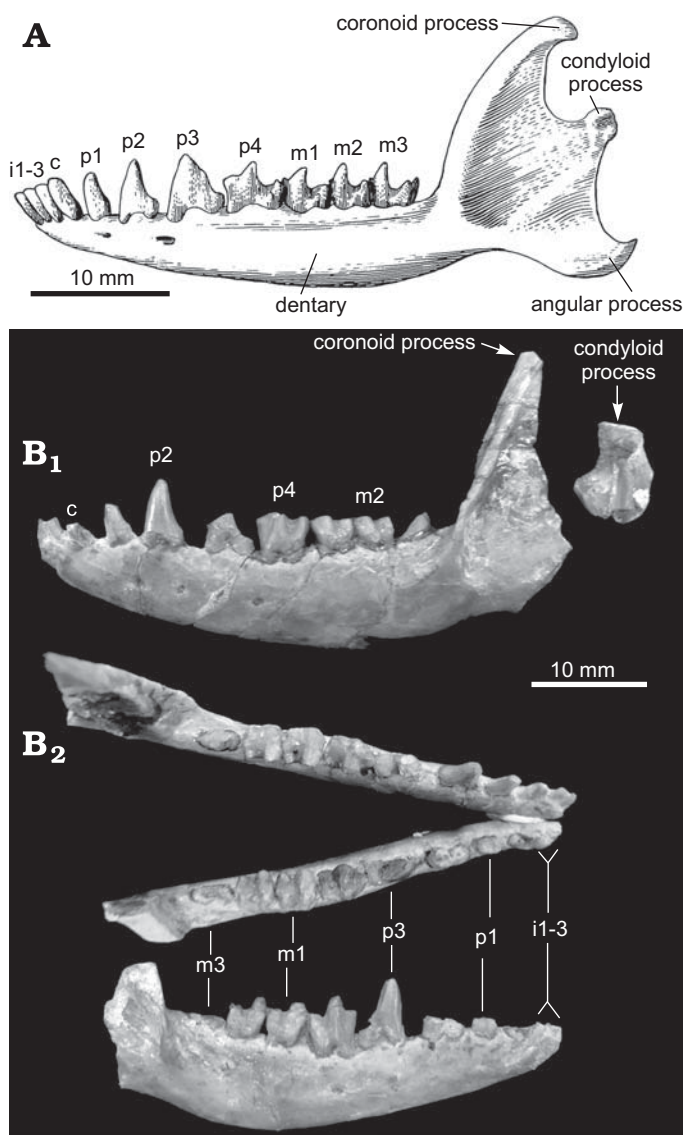 A
coronoid process
condyloid
process
i1-3 c p1 p2 p3 p4 m1 m2 m3
10 mm
dentary
angular process
coronoid process
condyloid
process
B1
p2
c
p4
m2
10 mm
B2
m3
m1
p3
p1
i1-3